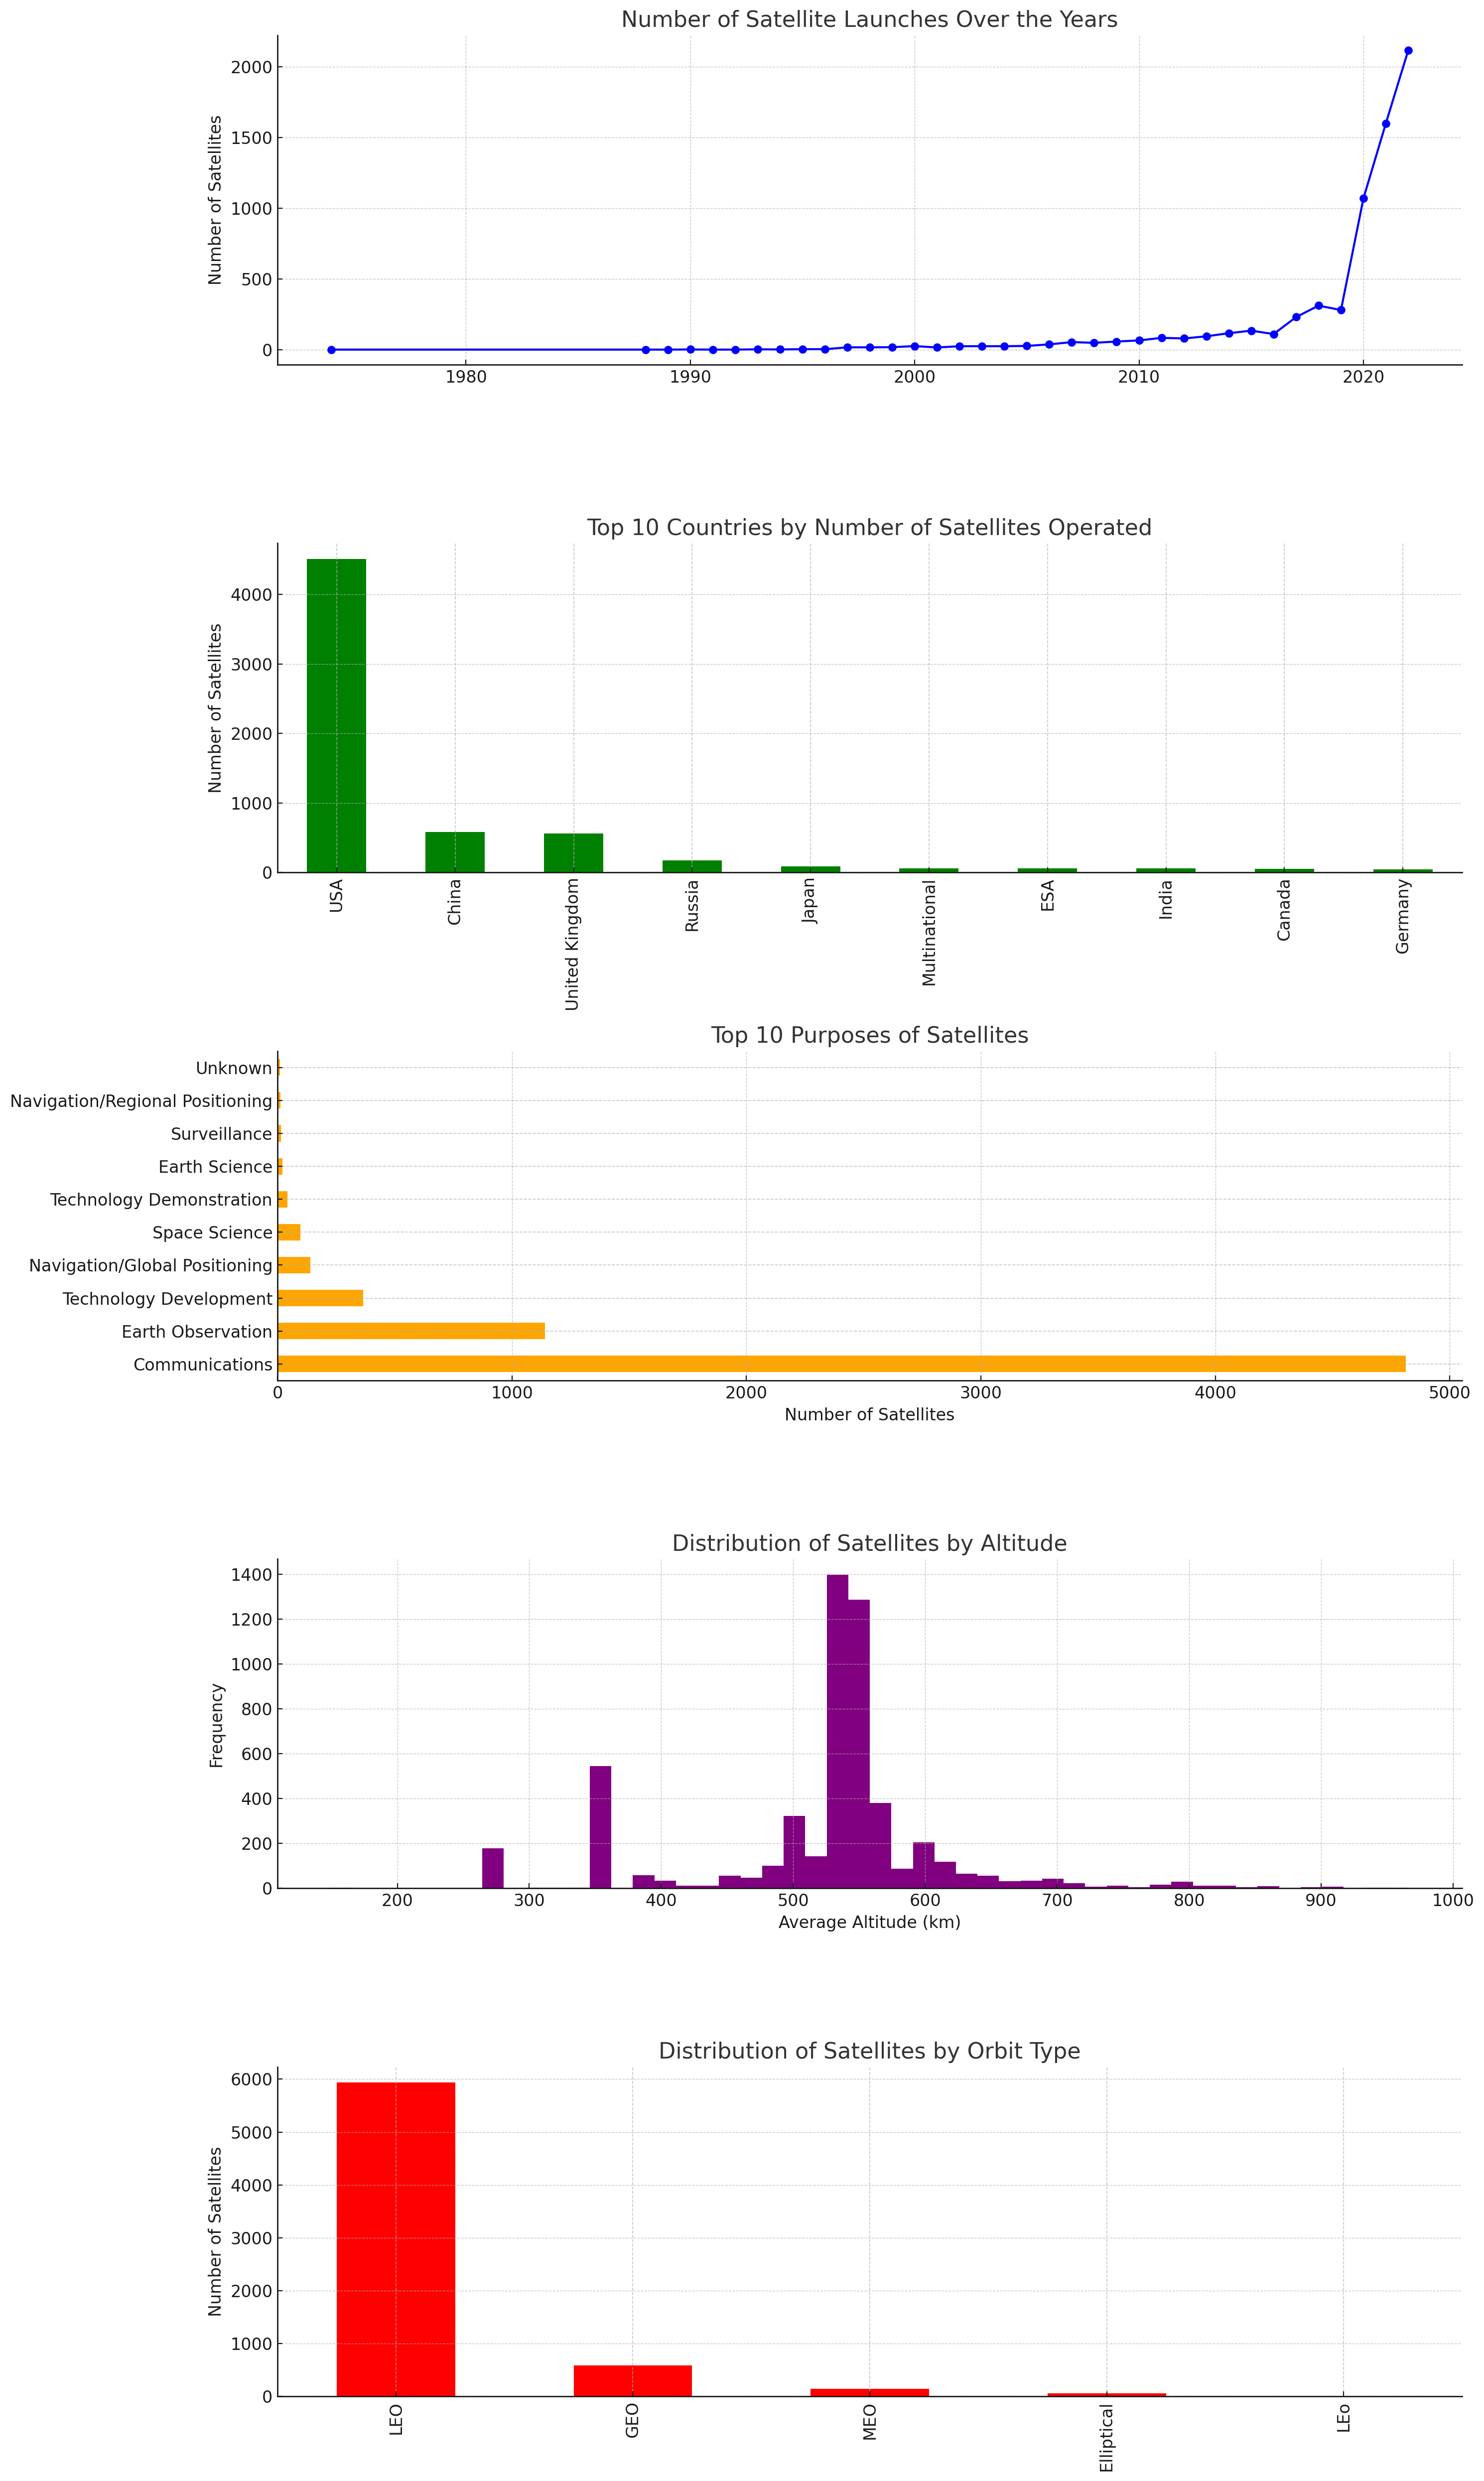 Number of Satellite Launches Over the Years
Number of Satellites
2000
1500
1000
500
0
1980 1990 2000 2010 2020
Top 10 Countries by Number of Satellites Operated
Number of Satellites
4000
3000
2000
1000
0
USA
China
United Kingdom
Russia
Japan
Multinational
ESA
India
Canada
Germany
Top 10 Purposes of Satellites
Unknown
Navigation/Regional Positioning
Surveillance
Earth Science
Technology Demonstration
Space Science
Navigation/Global Positioning
Technology Development
Earth Observation
Communications
0 1000 2000 3000 4000 5000
Number of Satellites
Distribution of Satellites by Altitude
Frequency
1400
1200
1000
800
600
400
200
0
200 300 400 500 600 700 800 900 1000
Average Altitude (km)
Distribution of Satellites by Orbit Type
Number of Satellites
6000
5000
4000
3000
2000
1000
0
LEO
GEO
MEO
Elliptical
LEo